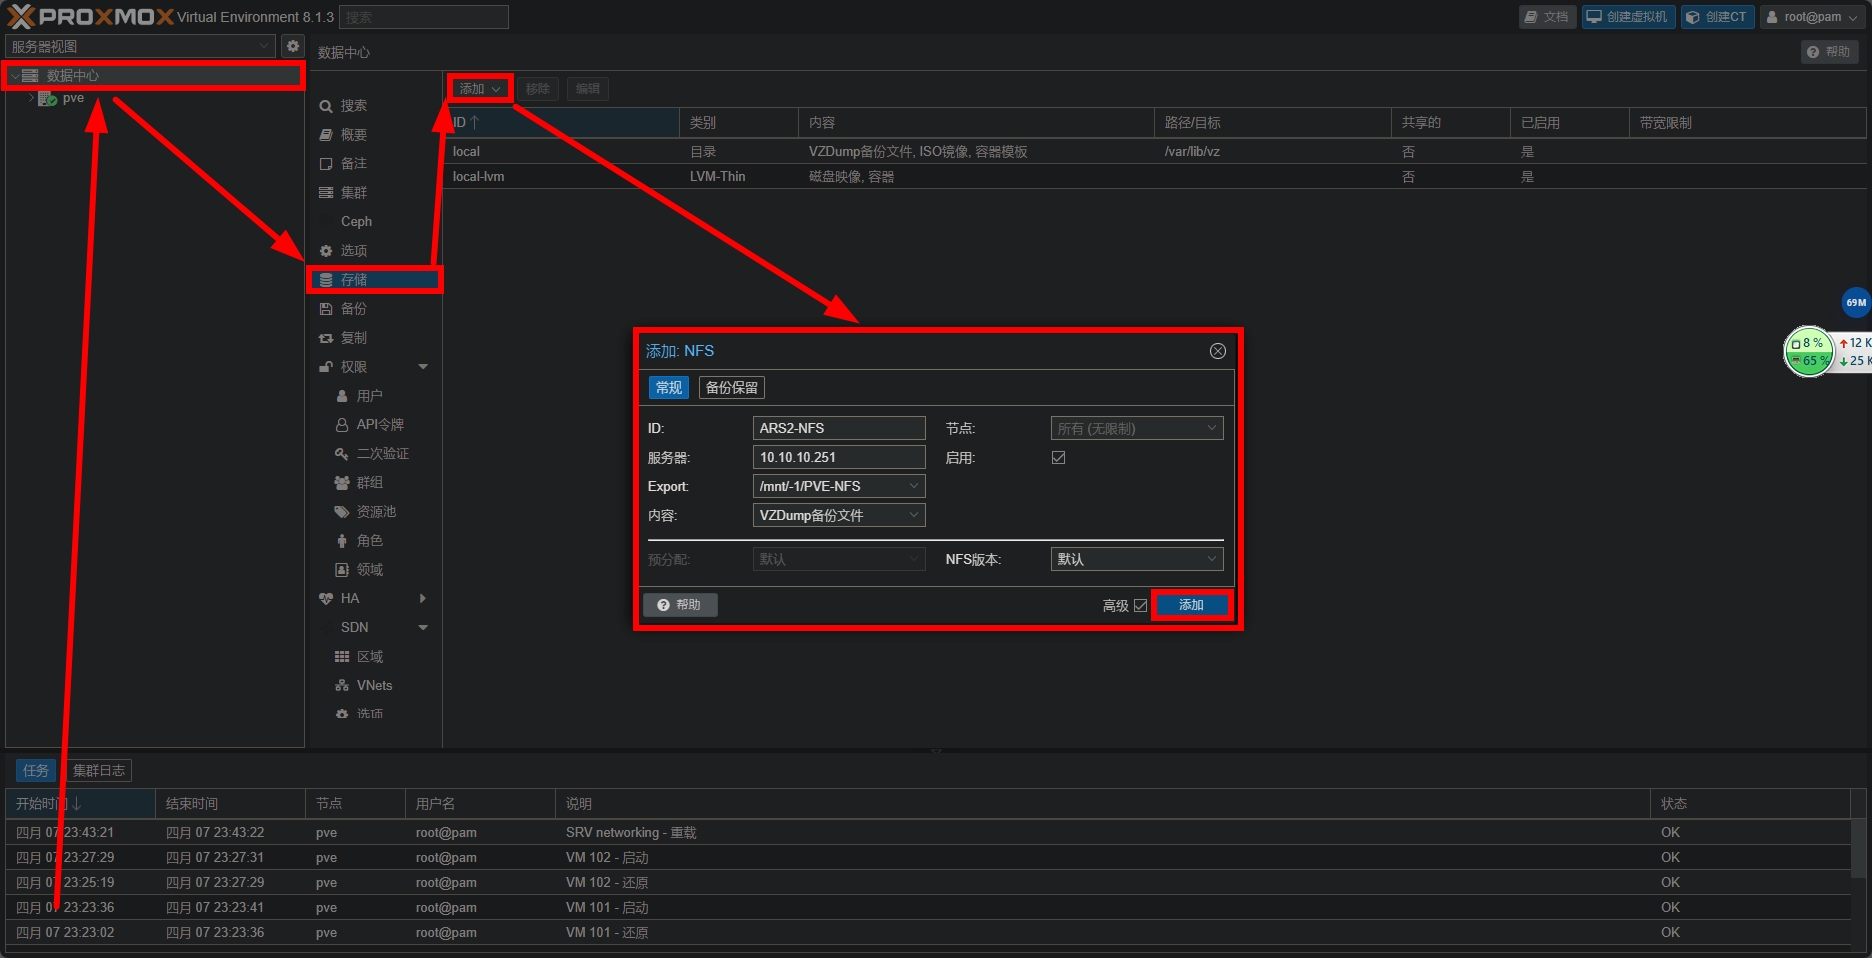 PROXMOX Virtual Environment 8.1.3 搜索 文档 创建虚拟机 创建CT root@pam
服务器视图
数据中心 帮助
数据中心
pve
搜索
概要
备注
集群
Ceph
选项
存储
备份
复制
权限
用户
API令牌
二次验证
群组
资源池
角色
领域
HA
SDN
区域
VNets
选项
添加 移除 编辑
ID 类别 内容 路径/目标 共享的 已启用 带宽限制
local 目录 VZDump备份文件, ISO镜像, 容器模板 /var/lib/vz 否 是
local-lvm LVM-Thin 磁盘映像, 容器 否 是
69M
8 % 12 K
65 % 25 K
添加: NFS
常规 备份保留
ID: ARS2-NFS 节点: 所有 (无限制)
服务器: 10.10.10.251 启用:
Export: /mnt/-1/PVE-NFS
内容: VZDump备份文件
预分配: 默认 NFS版本: 默认
帮助 高级 添加
任务 集群日志
开始时间 结束时间 节点 用户名 说明 状态
四月 07 23:43:21 四月 07 23:43:22 pve root@pam SRV networking - 重载 OK
四月 07 23:27:29 四月 07 23:27:31 pve root@pam VM 102 - 启动 OK
四月 07 23:25:19 四月 07 23:27:29 pve root@pam VM 102 - 还原 OK
四月 07 23:23:36 四月 07 23:23:41 pve root@pam VM 101 - 启动 OK
四月 07 23:23:02 四月 07 23:23:36 pve root@pam VM 101 - 还原 OK